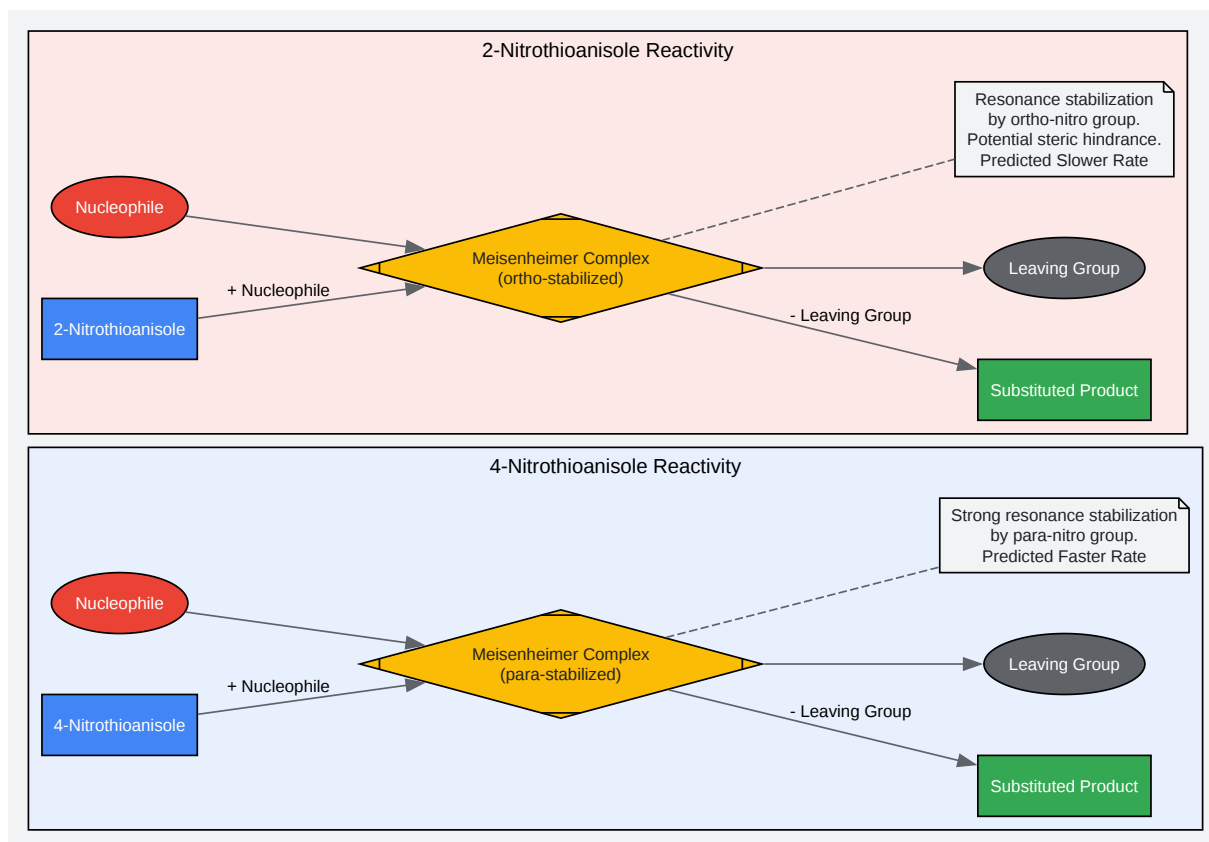 2-Nitrothioanisole Reactivity
Resonance stabilization
by ortho-nitro group.
Potential steric hindrance.
Predicted Slower Rate
Nucleophile
Meisenheimer Complex
(ortho-stabilized)
Leaving Group
+ Nucleophile
2-Nitrothioanisole
- Leaving Group
Substituted Product
4-Nitrothioanisole Reactivity
Strong resonance stabilization
by para-nitro group.
Predicted Faster Rate
Nucleophile
Meisenheimer Complex
(para-stabilized)
Leaving Group
+ Nucleophile
4-Nitrothioanisole
- Leaving Group
Substituted Product